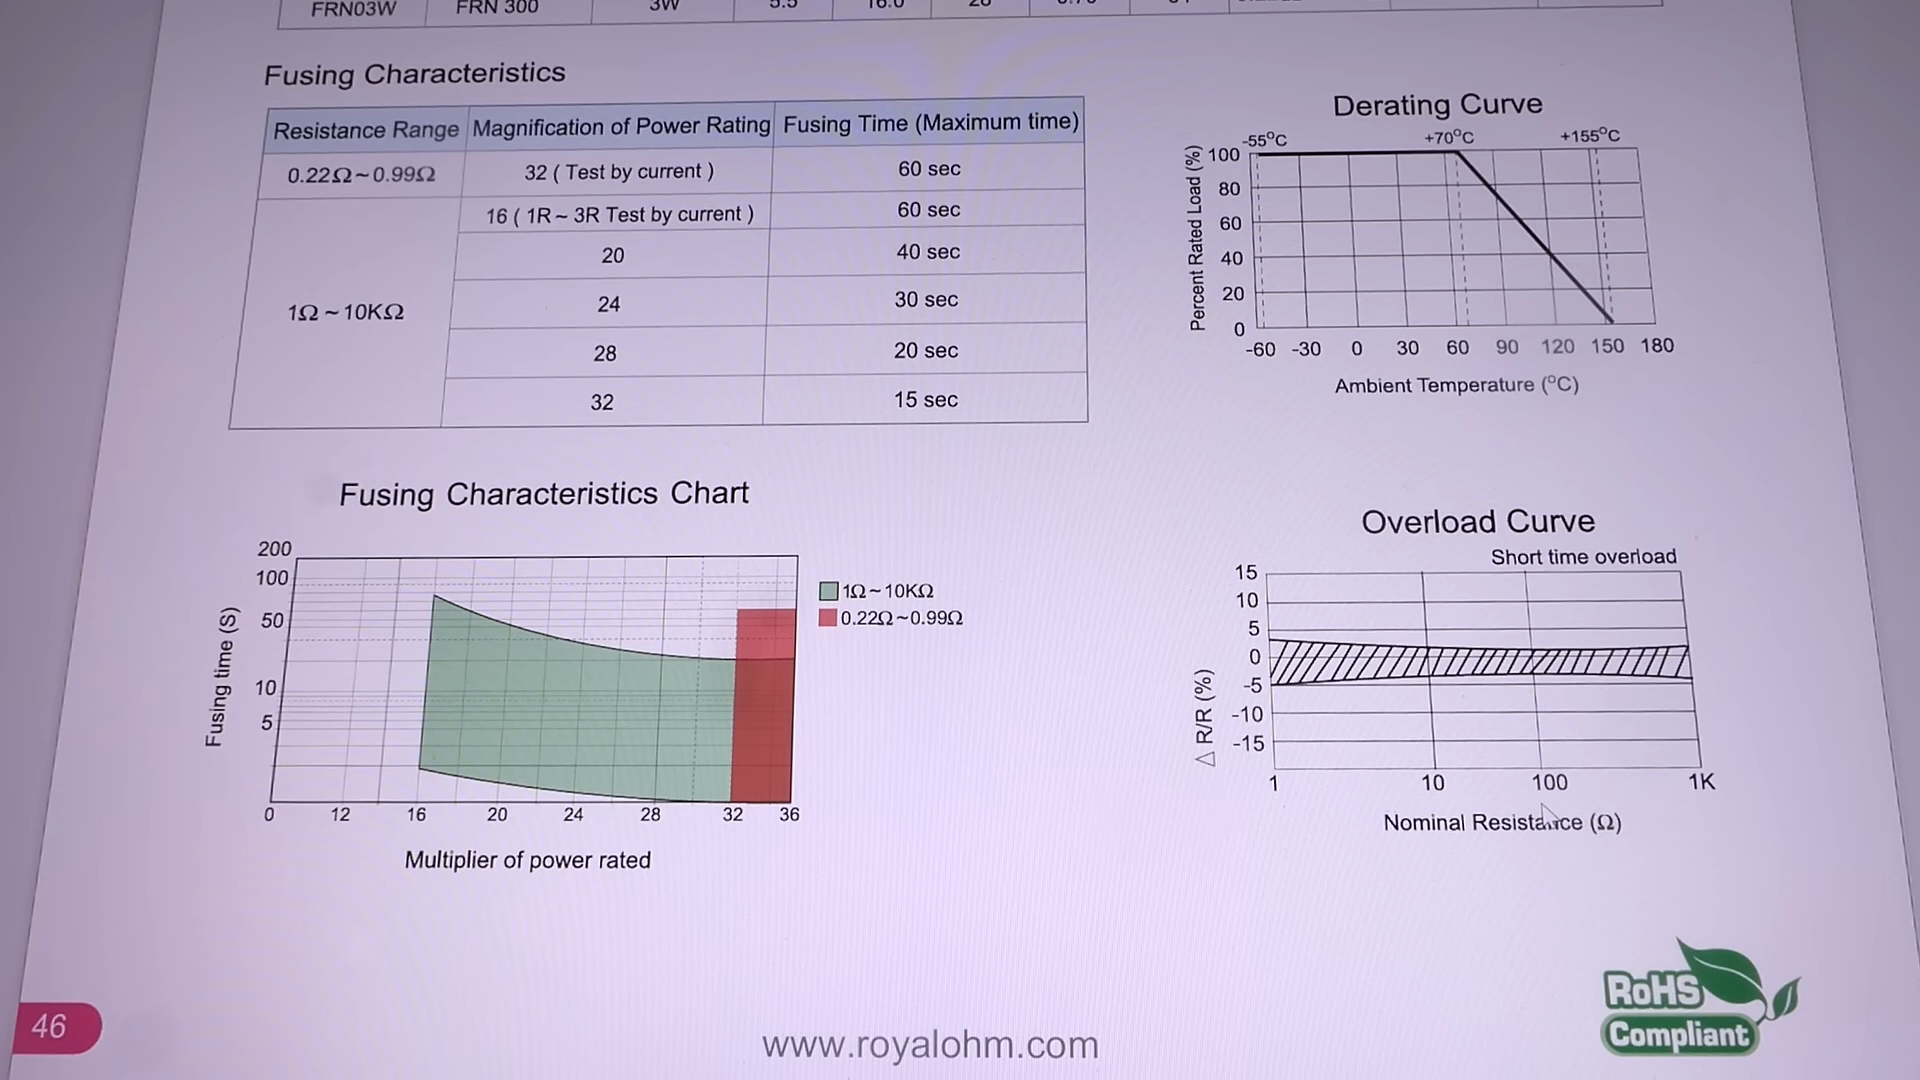 FRN03W FRN 300 3W 5.5 16.0 28
Fusing Characteristics
Resistance Range Magnification of Power Rating Fusing Time (Maximum time)
0.22Ω~0.99Ω 32 ( Test by current ) 60 sec
1Ω ~ 10KΩ 16 ( 1R ~ 3R Test by current ) 60 sec
20 40 sec
24 30 sec
28 20 sec
32 15 sec
Derating Curve
-55°C +70°C +155°C
Percent Rated Load (%)
100
80
60
40
20
0
-60 -30 0 30 60 90 120 150 180
Ambient Temperature (°C)
Fusing Characteristics Chart
Fusing time (S)
200
100
50
10
5
0 12 16 20 24 28 32 36
Multiplier of power rated
1Ω~10KΩ
0.22Ω~0.99Ω
Overload Curve
Short time overload
△ R/R (%)
15
10
5
0
-5
-10
-15
1 10 100 1K
Nominal Resistance (Ω)
RoHS
Compliant
46
www.royalohm.com